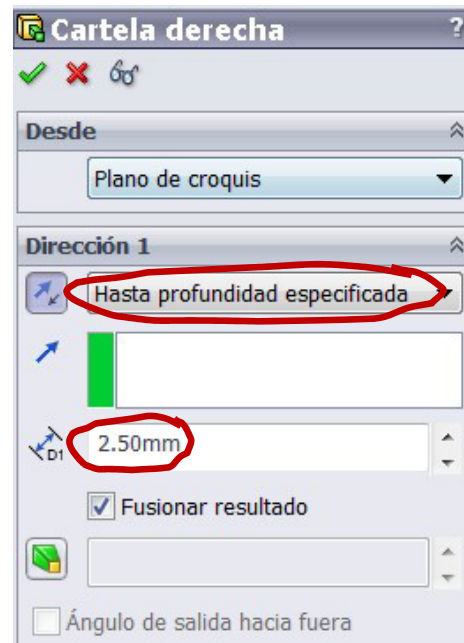 Cartela derecha ?
Desde
Plano de croquis
Dirección 1
Hasta profundidad especificada
D1 2.50mm
Fusionar resultado
Ángulo de salida hacia fuera